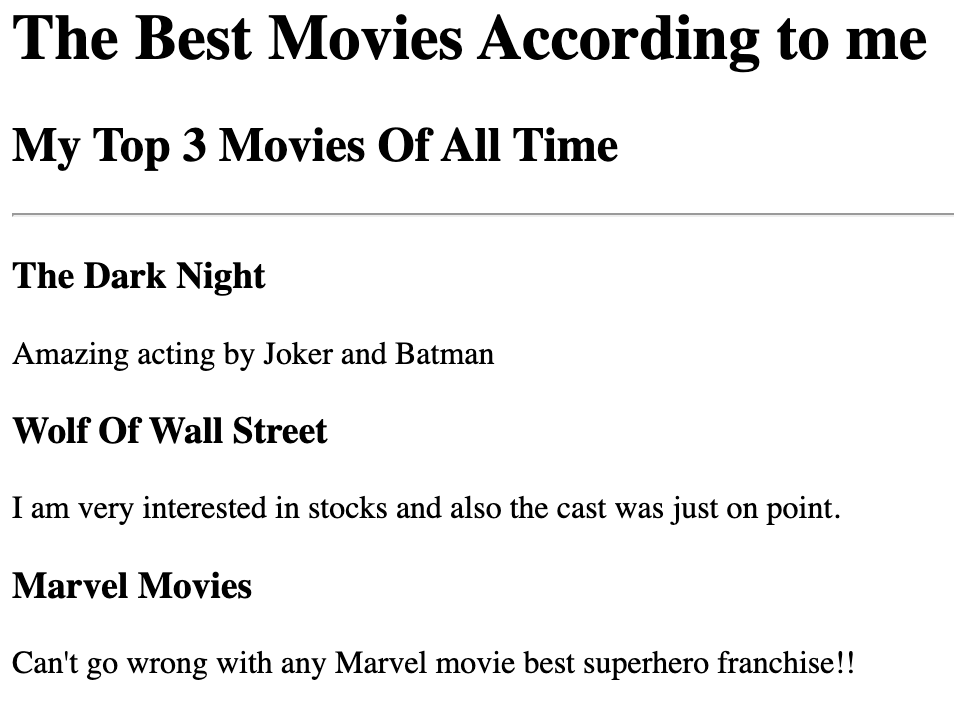 The Best Movies According to me
My Top 3 Movies Of All Time
The Dark Night
Amazing acting by Joker and Batman
Wolf Of Wall Street
I am very interested in stocks and also the cast was just on point.
Marvel Movies
Can't go wrong with any Marvel movie best superhero franchise!!